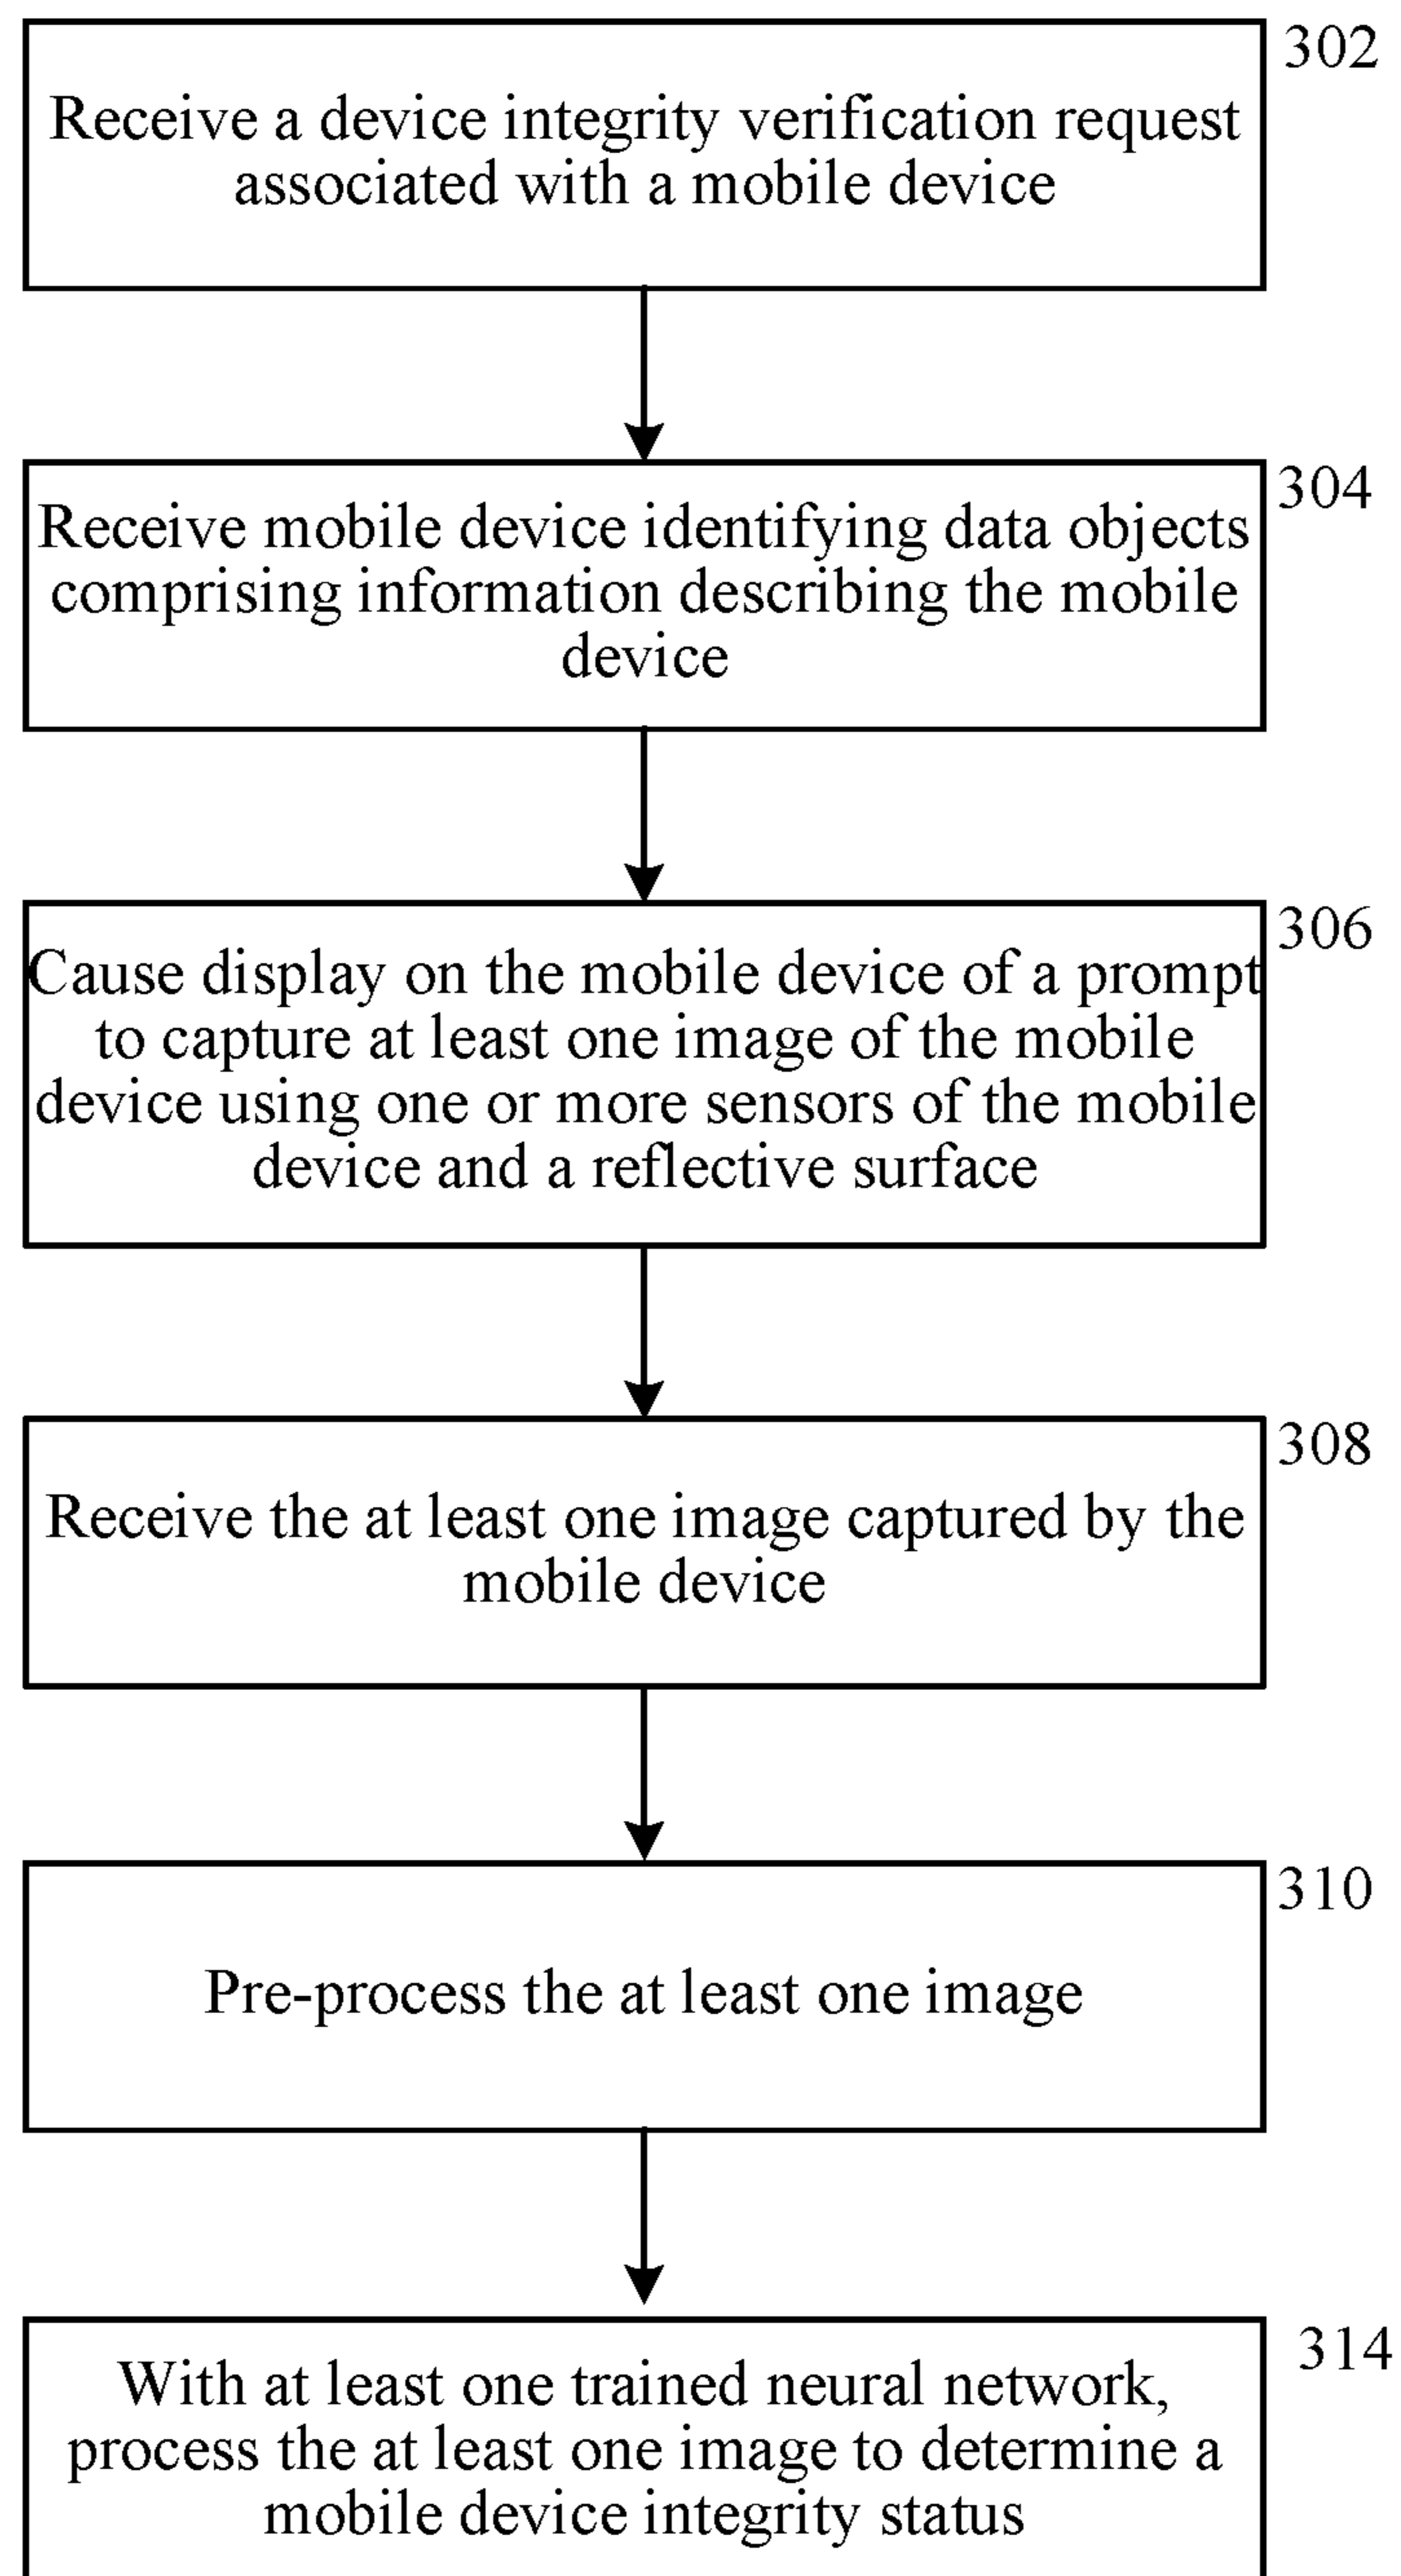 302
Receive a device integrity verification request
associated with a mobile device
304
Receive mobile device identifying data objects
comprising information describing the mobile
device
306
Cause display on the mobile device of a prompt
to capture at least one image of the mobile
device using one or more sensors of the mobile
device and a reflective surface
308
Receive the at least one image captured by the
mobile device
310
Pre-process the at least one image
314
With at least one trained neural network,
process the at least one image to determine a
mobile device integrity status